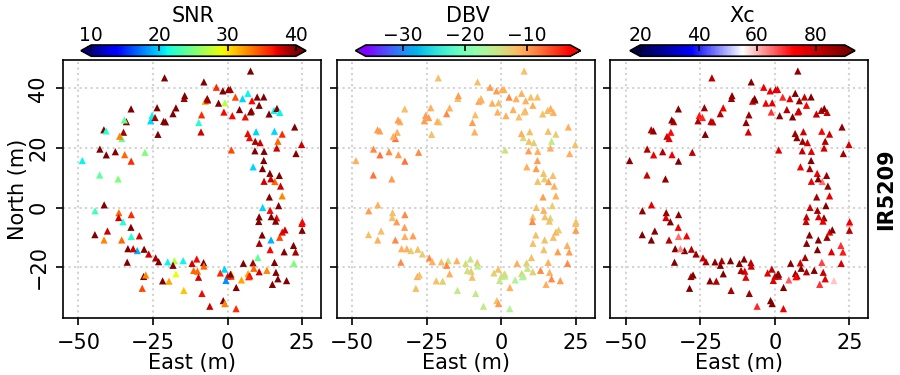 SNR DBV Xc
10 20 30 40 −30 −20 −10 20 40 60 80
40
20
0
−20
North (m)
IR5209
−50 −25 0 25 −50 −25 0 25 −50 −25 0 25
East (m) East (m) East (m)